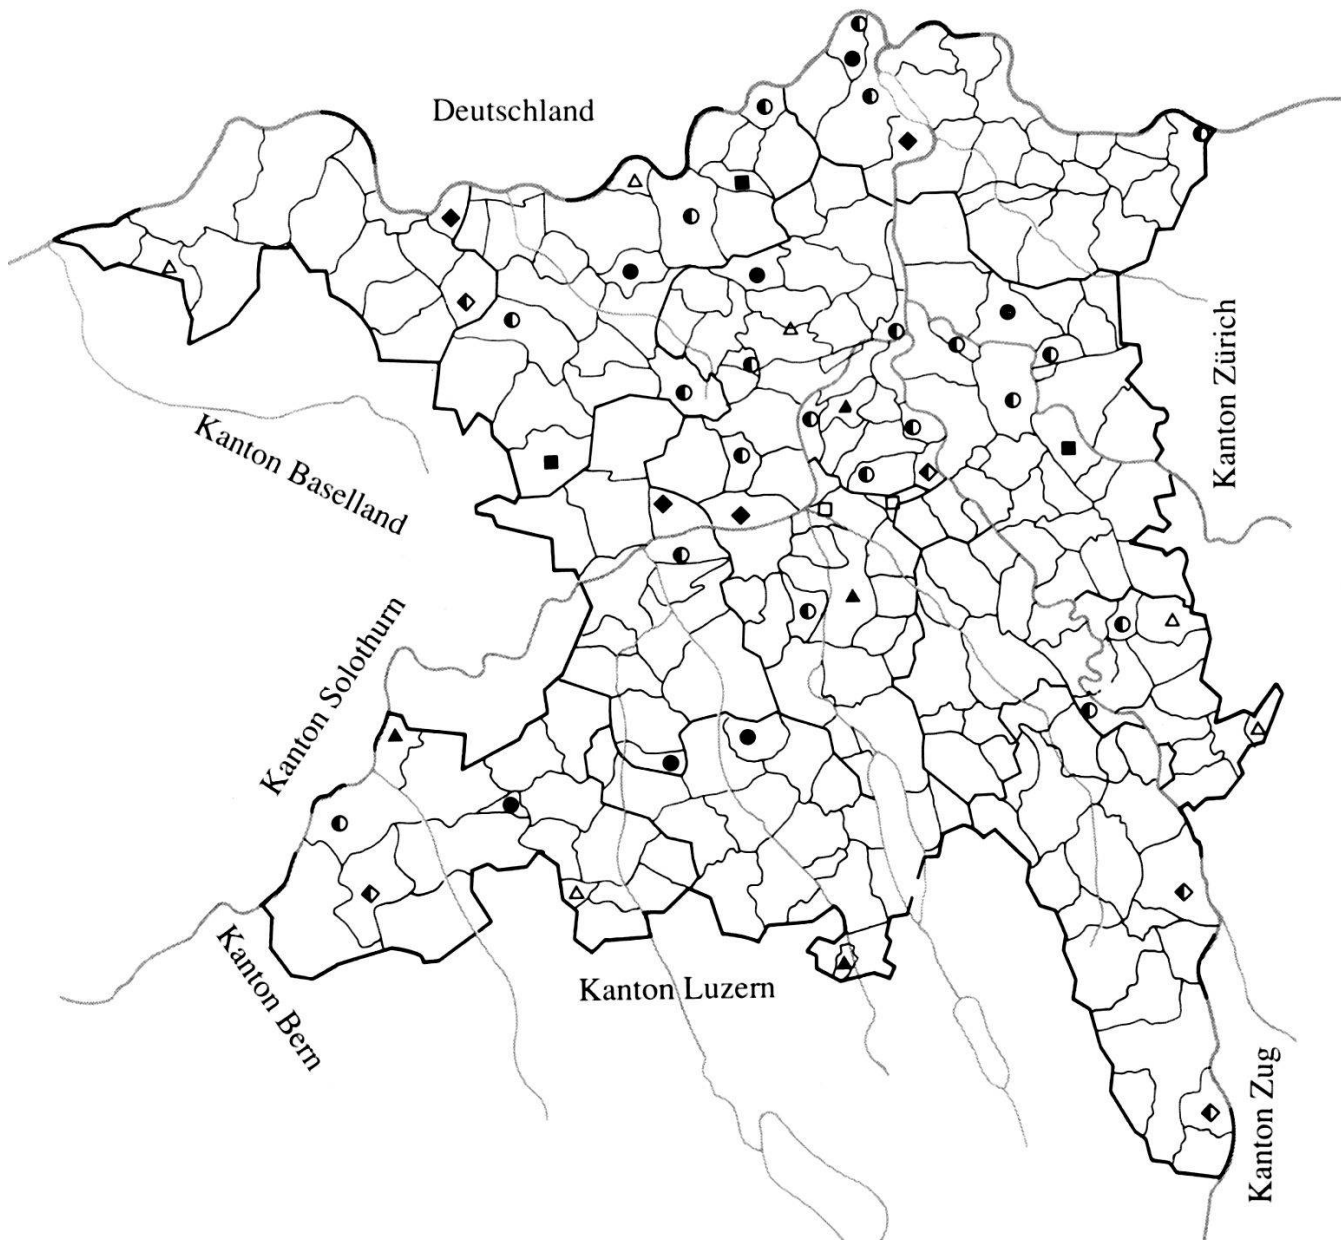 Deutschland
Kanton Zürich
Kanton Baselland
Kanton Solothurn
Kanton Bern
Kanton Luzern
Kanton Zug